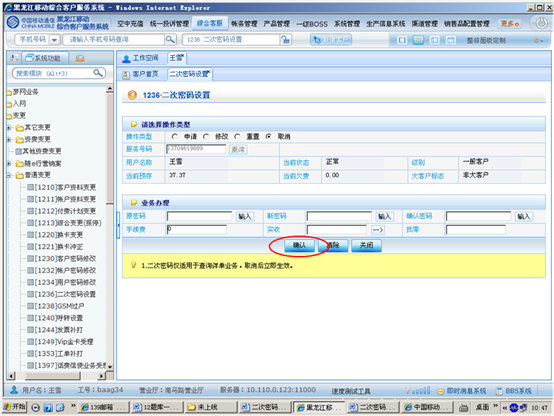 黑龙江移动综合客户服务系统 - Windows Internet Explorer
中国移动通信 CHINA MOBILE 黑龙江移动 综合客户服务系统
空中充值 统一投诉管理 综合客服 账务管理 产品管理 一级BOSS 系统管理 生产信息系统 渠道管理 销售品配置管理 更多
手机号码 请输入手机号码查询 1236 二次密码设置 快速客户服务 整体面板定制
系统功能 工作空间 王雪
搜索模块 (Alt+3) 客户首页 二次密码设置
梦网业务
入网
变更
其它变更
资费变更
其他资费变更
随e行营销案
普通变更
[1210]客户资料变更
[1211]帐户资料变更
[1212]付费计划变更
[1213]综合变更(报停)
[1220]换卡变更
[1221]换卡冲正
[1230]客户密码修改
[1232]帐户密码修改
[1234]用户密码修改
[1236]二次密码设置
[1238]GSM过户
[1240]呼转设置
[1244]发票补打
[1249]Vip金卡受理
[1353]工单补打
[1397]话费信使业务受
1236-二次密码设置
请选择操作类型
操作类型 申请 修改 重置 取消
服务号码 13704619089 查询
用户名称 王雪 当前状态 正常 级别 一般客户
当前预存 37.37 当前欠费 0.00 大客户标志 非大客户
业务办理
原密码 输入 新密码 输入 确认密码 输入
手续费 0 实收 --> 找零
确认 清除 关闭
1.二次密码仅适用于查询详单业务，取消后立即生效。
用户名：王雪 工号：baag34 营业厅：南马路营业厅 服务器：10.110.0.123:11000 速度测试工具 即时消息系统 BBS系统
开始 139邮箱 ... 12题库一... 未上线 二次密码... 黑龙江移... 二次密码... 中国移动... 桌面 10:47